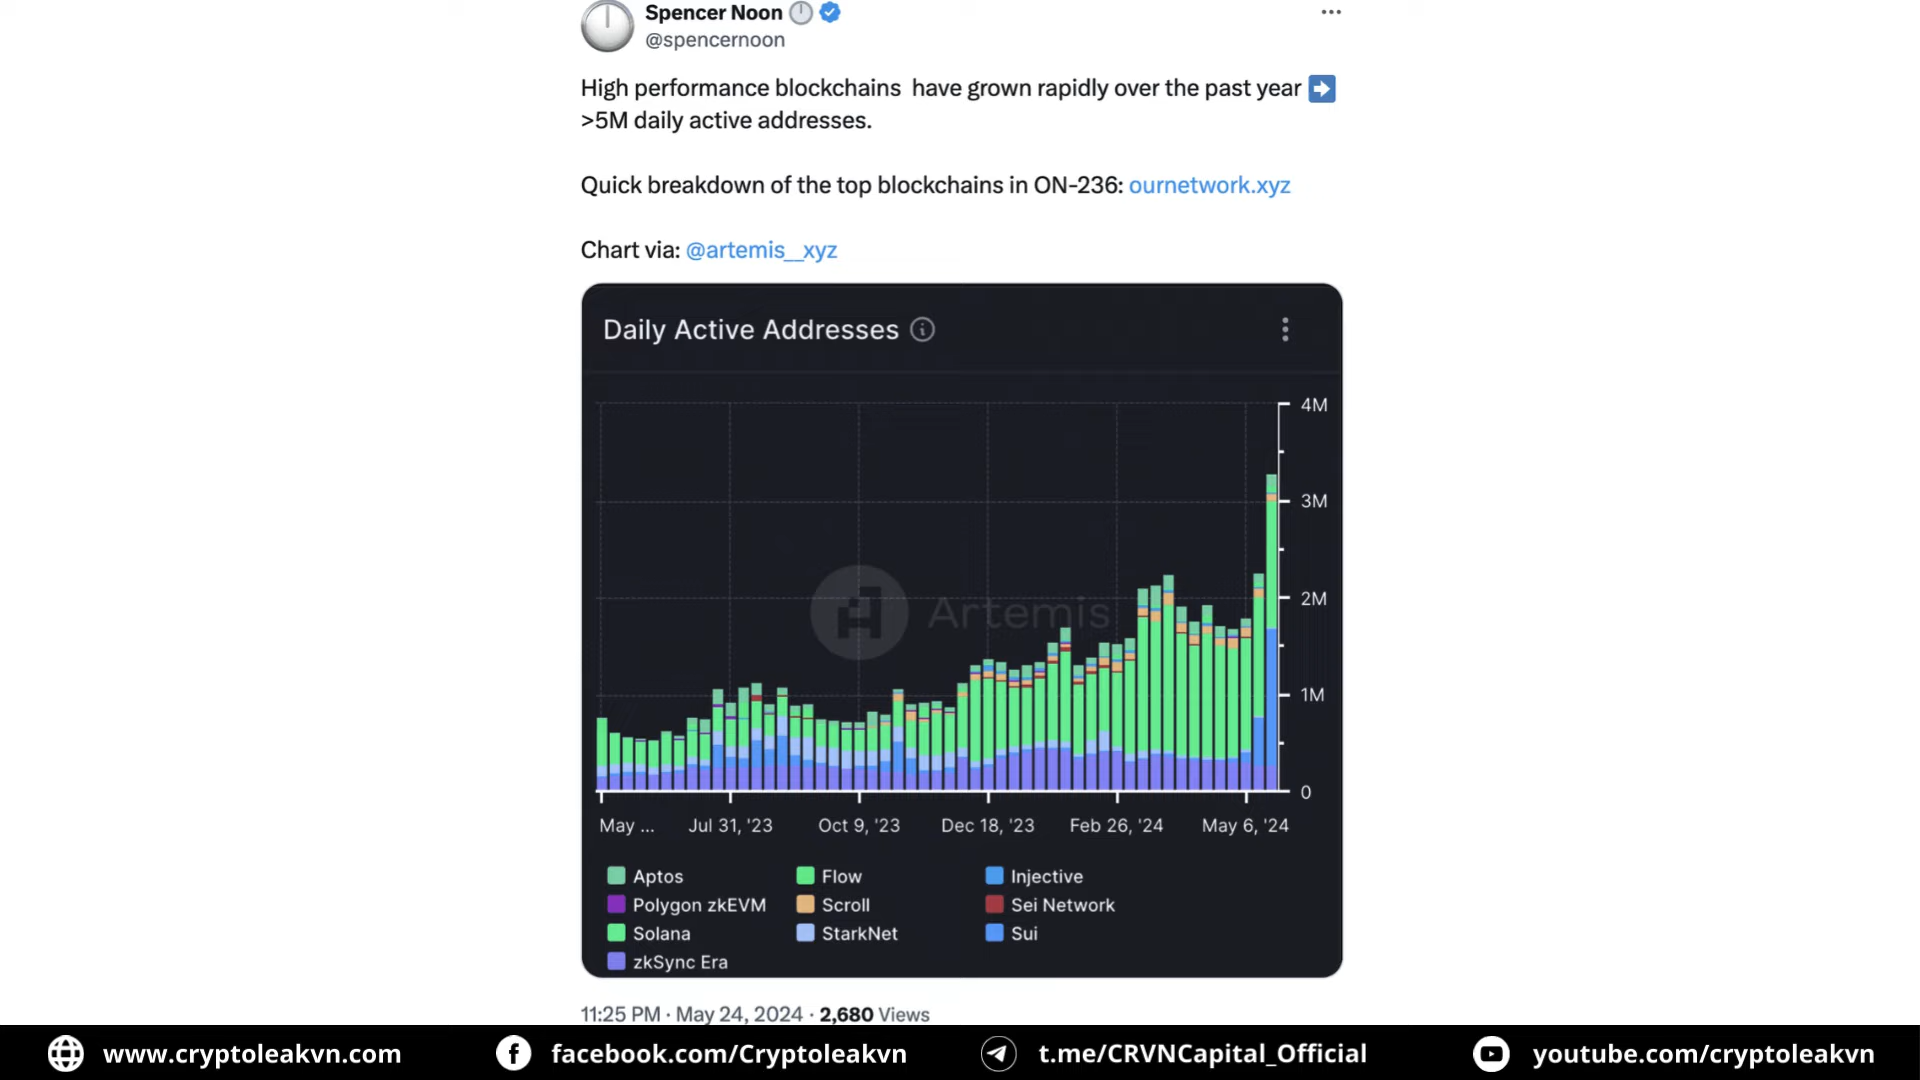 Spencer Noon
@spencernoon
High performance blockchains  have grown rapidly over the past year ➡️
>5M daily active addresses.
Quick breakdown of the top blockchains in ON-236: ournetwork.xyz
Chart via: @artemis__xyz
Daily Active Addresses
4M
3M
2M
Artemis
1M
0
May ... Jul 31, '23 Oct 9, '23 Dec 18, '23 Feb 26, '24 May 6, '24
Aptos Flow Injective
Polygon zkEVM Scroll Sei Network
Solana StarkNet Sui
zkSync Era
11:25 PM · May 24, 2024 · 2,680 Views
www.cryptoleakvn.com facebook.com/Cryptoleakvn t.me/CRVNCapital_Official youtube.com/cryptoleakvn